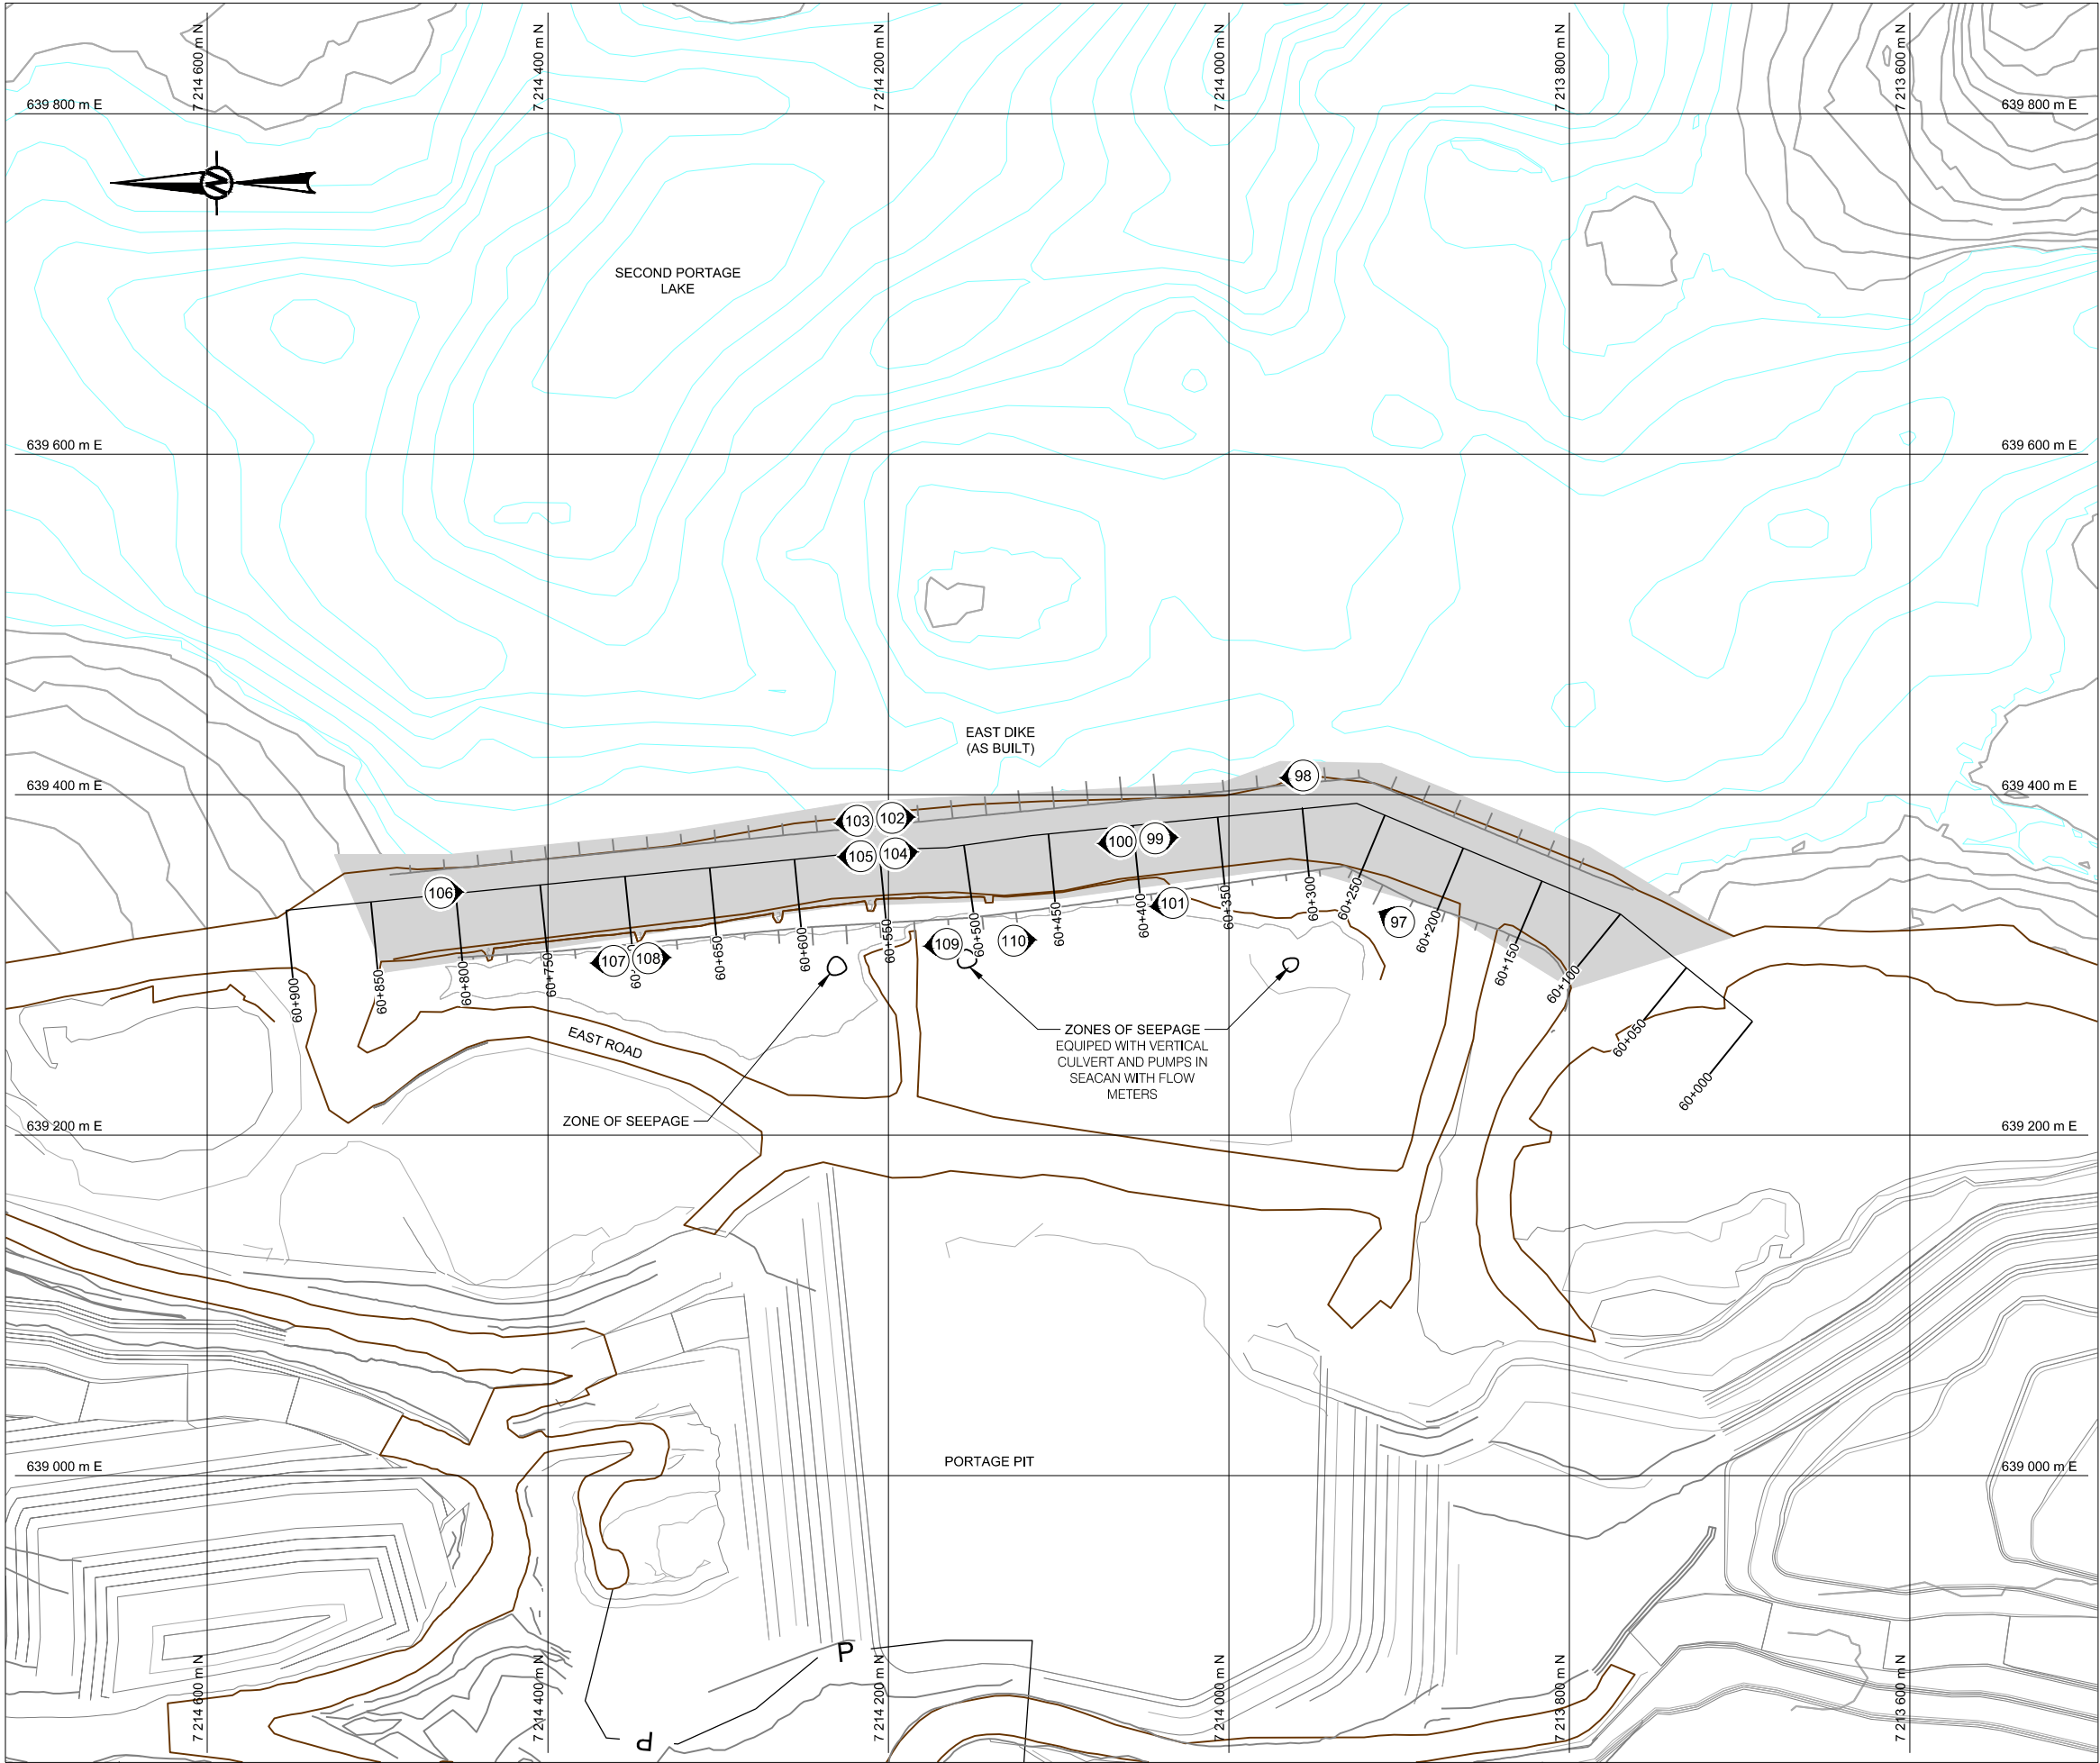 7 214 600 m N
7 214 400 m N
7 214 200 m N
7 214 000 m N
7 213 800 m N
7 213 600 m N
639 800 m E
639 800 m E
N
SECOND PORTAGE
LAKE
639 600 m E
639 600 m E
EAST DIKE
(AS BUILT)
639 400 m E
639 400 m E
98
103
102
105
104
100
99
106
101
97
107
108
109
110
60+900
60+850
60+800
60+750
60+650
60+600
60+550
60+500
60+450
60+400
60+350
60+300
60+250
60+200
60+150
60+100
60+050
60+000
EAST ROAD
ZONES OF SEEPAGE
EQUIPED WITH VERTICAL
CULVERT AND PUMPS IN
SEACAN WITH FLOW
METERS
ZONE OF SEEPAGE
639 200 m E
639 200 m E
PORTAGE PIT
639 000 m E
639 000 m E
P
P
7 214 600 m N
7 214 400 m N
7 214 200 m N
7 214 000 m N
7 213 800 m N
7 213 600 m N